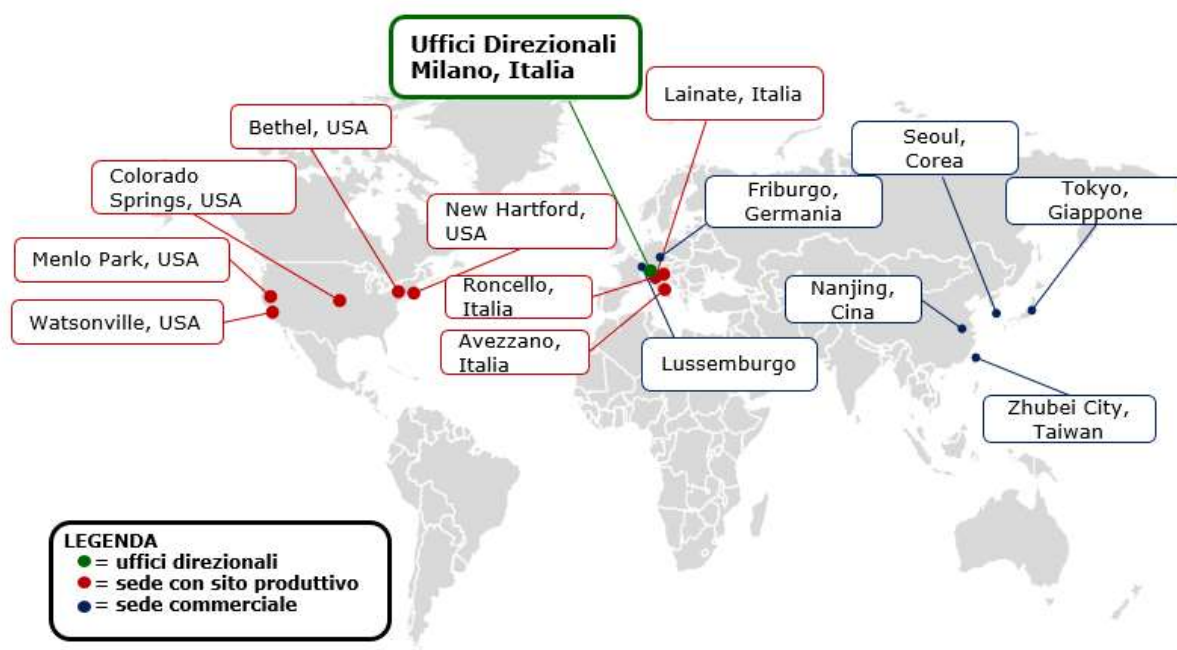 Uffici Direzionali
Milano, Italia
Lainate, Italia
Bethel, USA
Seoul,
Corea
Colorado
Springs, USA
Friburgo,
Germania
Tokyo,
Giappone
New Hartford,
USA
Menlo Park, USA
Roncello,
Italia
Nanjing,
Cina
Watsonville, USA
Avezzano,
Italia
Lussemburgo
Zhubei City,
Taiwan
LEGENDA
= uffici direzionali
= sede con sito produttivo
= sede commerciale